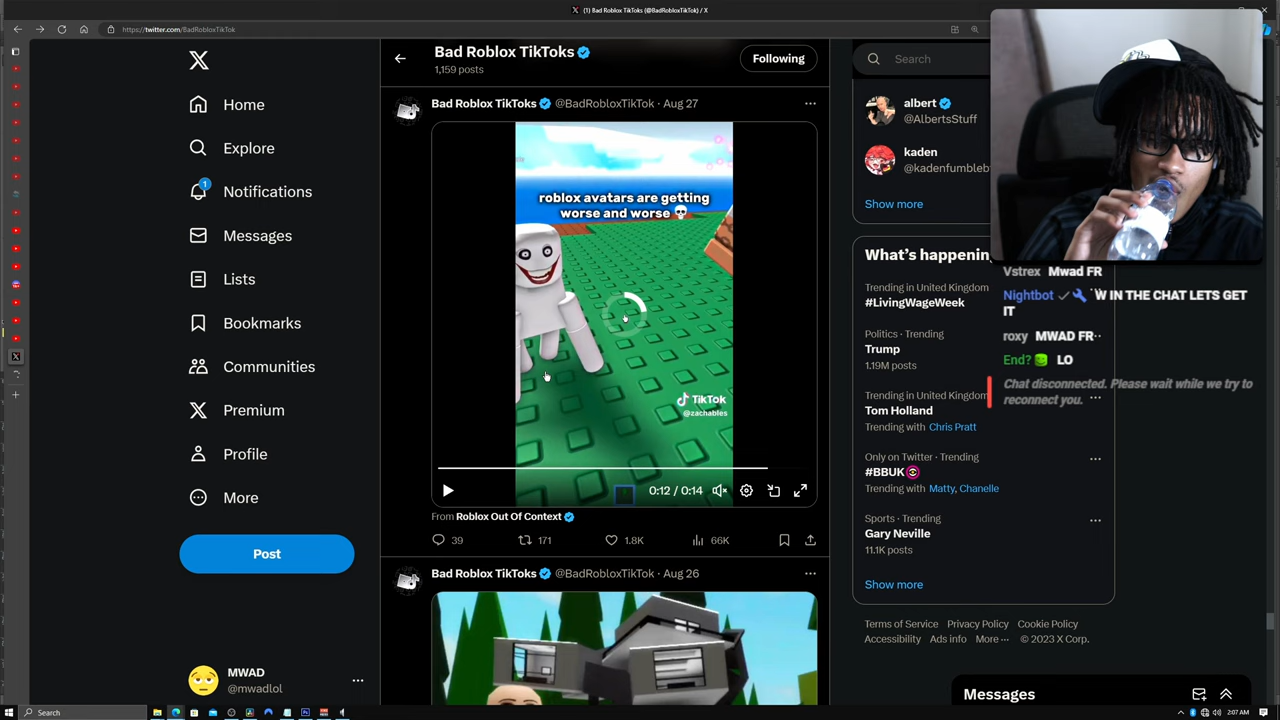 (1) Bad Roblox TikToks (@BadRobloxTikTok) / X
https://twitter.com/BadRobloxTikTok
Home
Explore
1
Notifications
Messages
Lists
Bookmarks
Communities
Premium
Profile
More
Post
MWAD
@mwadlol
Bad Roblox TikToks
1,159 posts
Following
Bad Roblox TikToks @BadRobloxTikTok · Aug 27
roblox avatars are getting
worse and worse 💀
TikTok
@zachables
0:12 / 0:14
From Roblox Out Of Context
39
171
1.8K
66K
Bad Roblox TikToks @BadRobloxTikTok · Aug 26
Search
albert
@AlbertsStuff
kaden
@kadenfumbleb
Show more
What's happening
Trending in United Kingdom
#LivingWageWeek
Politics · Trending
Trump
1.19M posts
Trending in United Kingdom
Tom Holland
Trending with Chris Pratt
Only on Twitter · Trending
#BBUK
Trending with Matty, Chanelle
Sports · Trending
Gary Neville
11.1K posts
Show more
Terms of Service Privacy Policy Cookie Policy
Accessibility Ads info More ··· © 2023 X Corp.
Messages
Vstrex Mwad FR
Nightbot W IN THE CHAT LETS GET
IT
roxy MWAD FR
End? LO
Chat disconnected. Please wait while we try to
reconnect you.
Search
2:07 AM